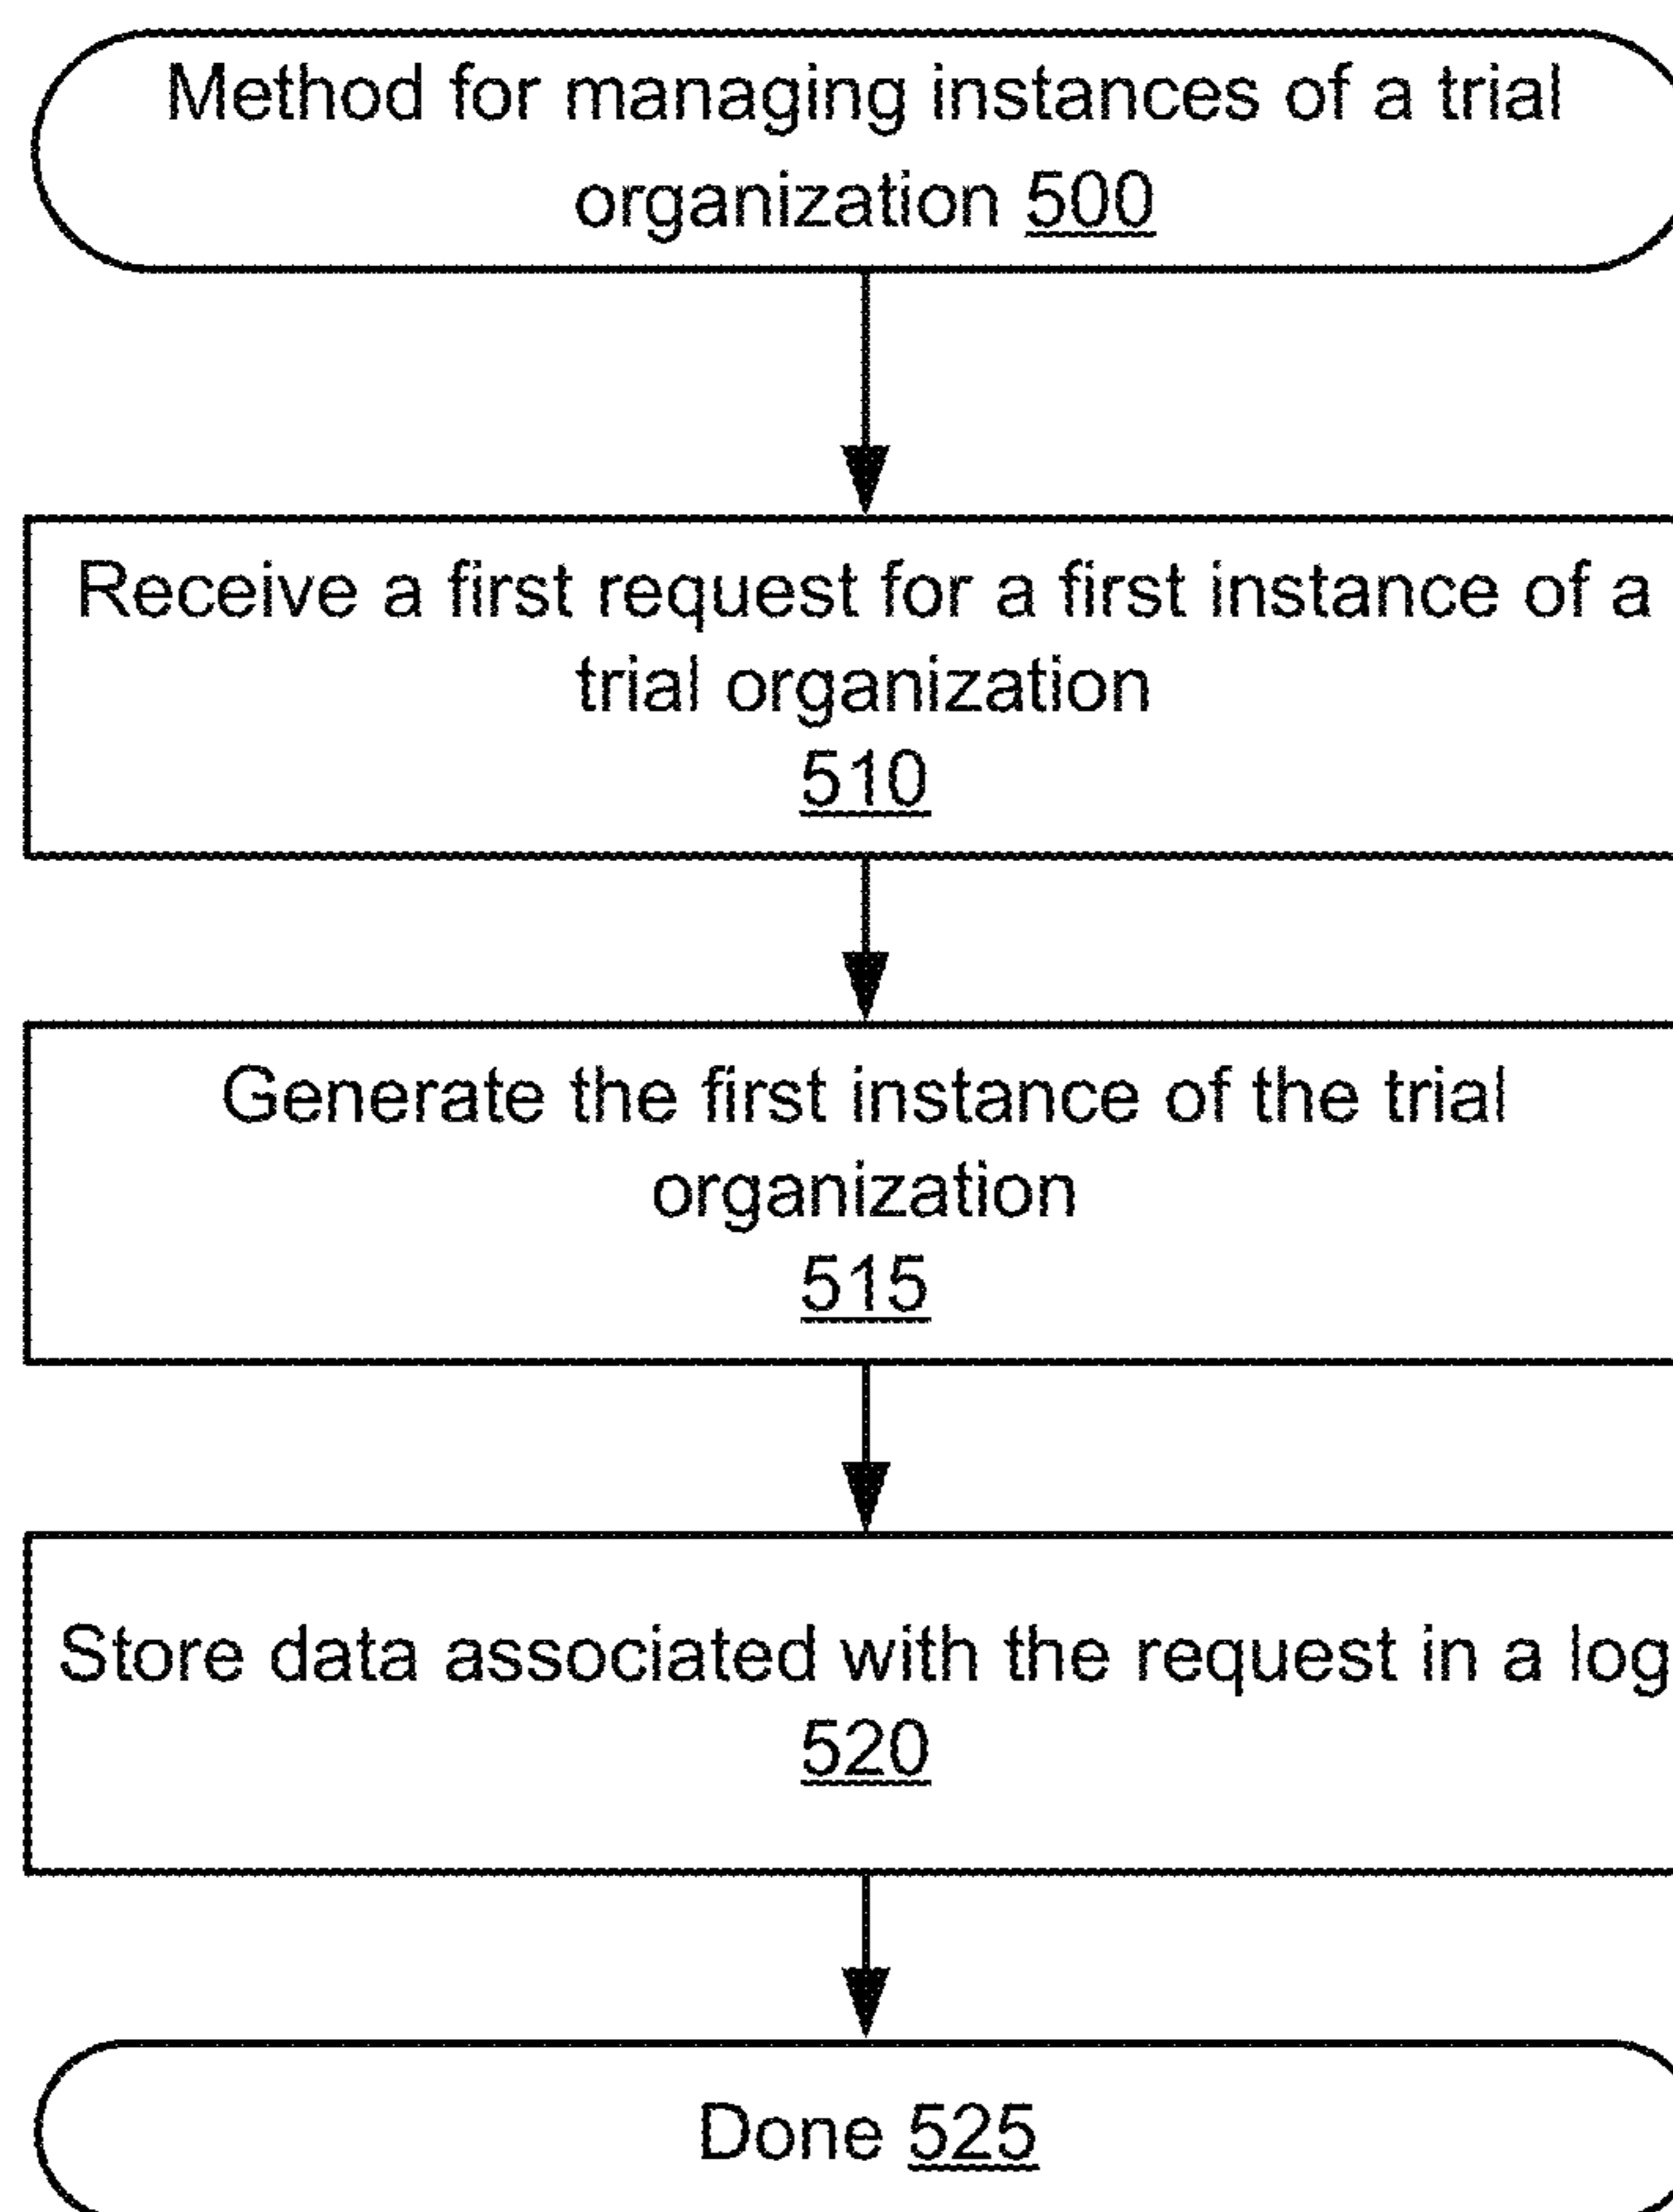 Method for managing instances of a trial
organization 500
Receive a first request for a first instance of a
trial organization
510
Generate the first instance of the trial
organization
515
Store data associated with the request in a log
520
Done 525